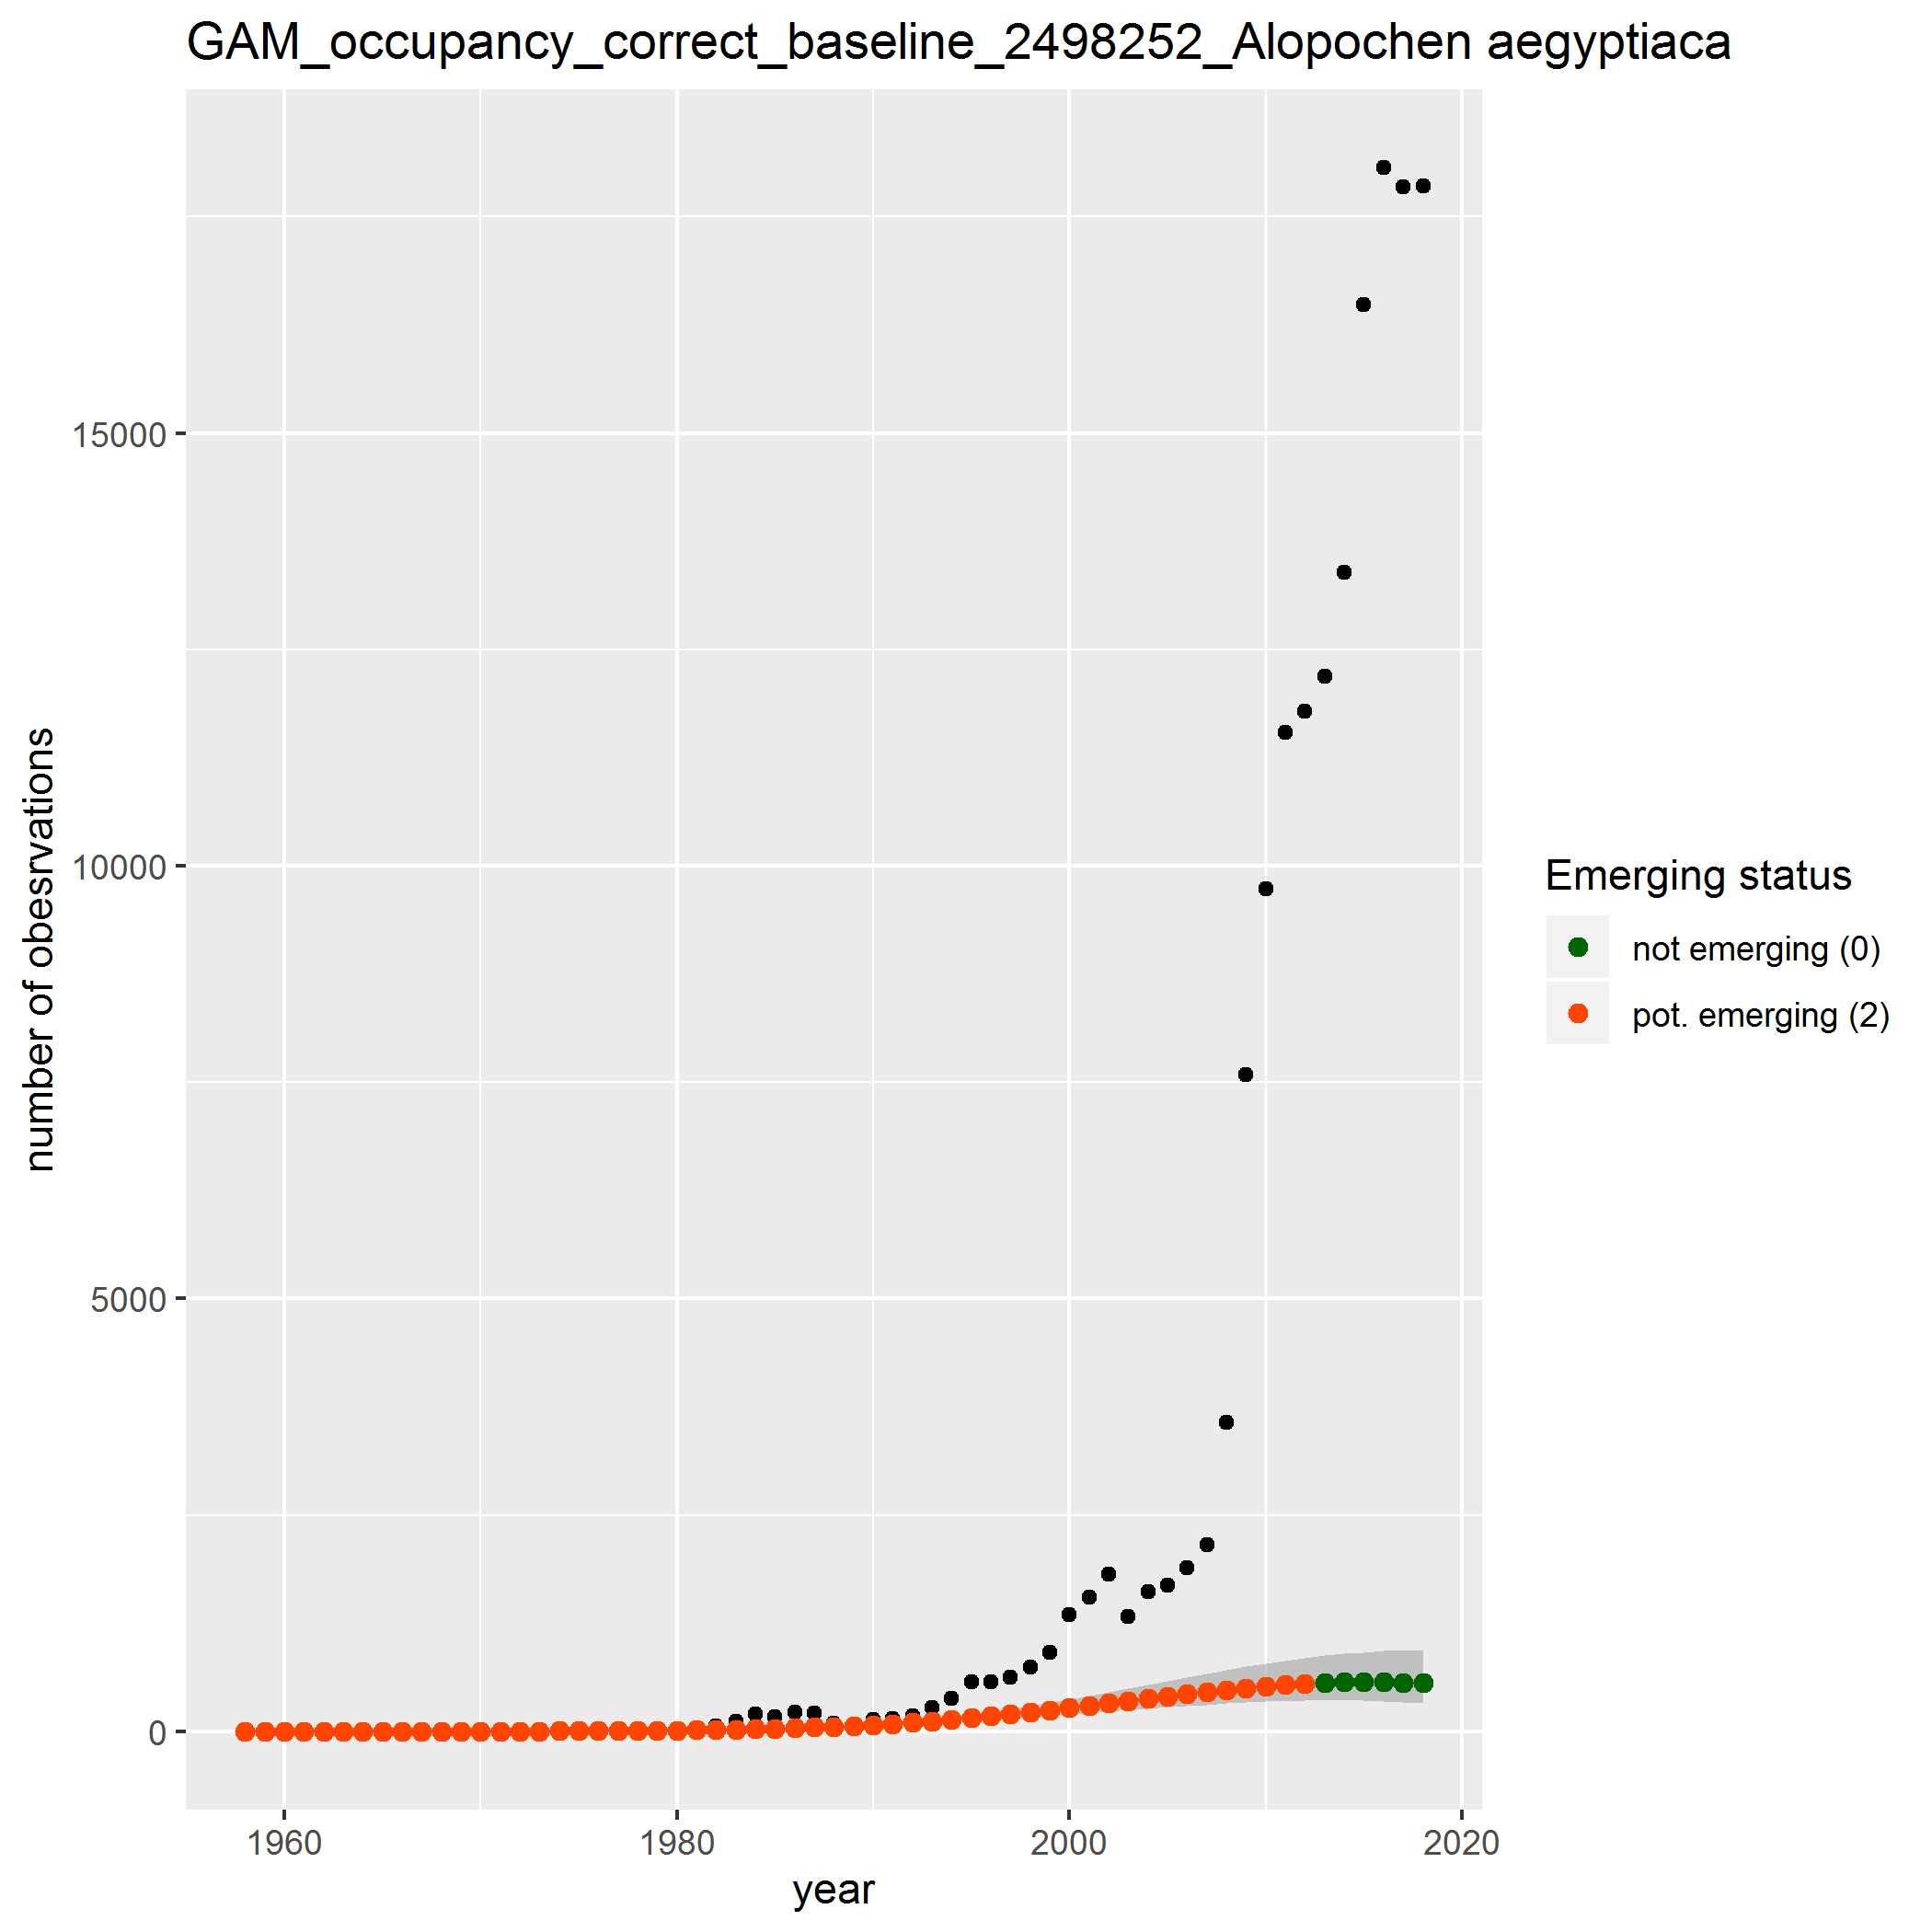 GAM_occupancy_correct_baseline_2498252_Alopochen aegyptiaca
number of obesrvations
15000
10000
5000
0
1960
1980
2000
2020
year
Emerging status
not emerging (0)
pot. emerging (2)